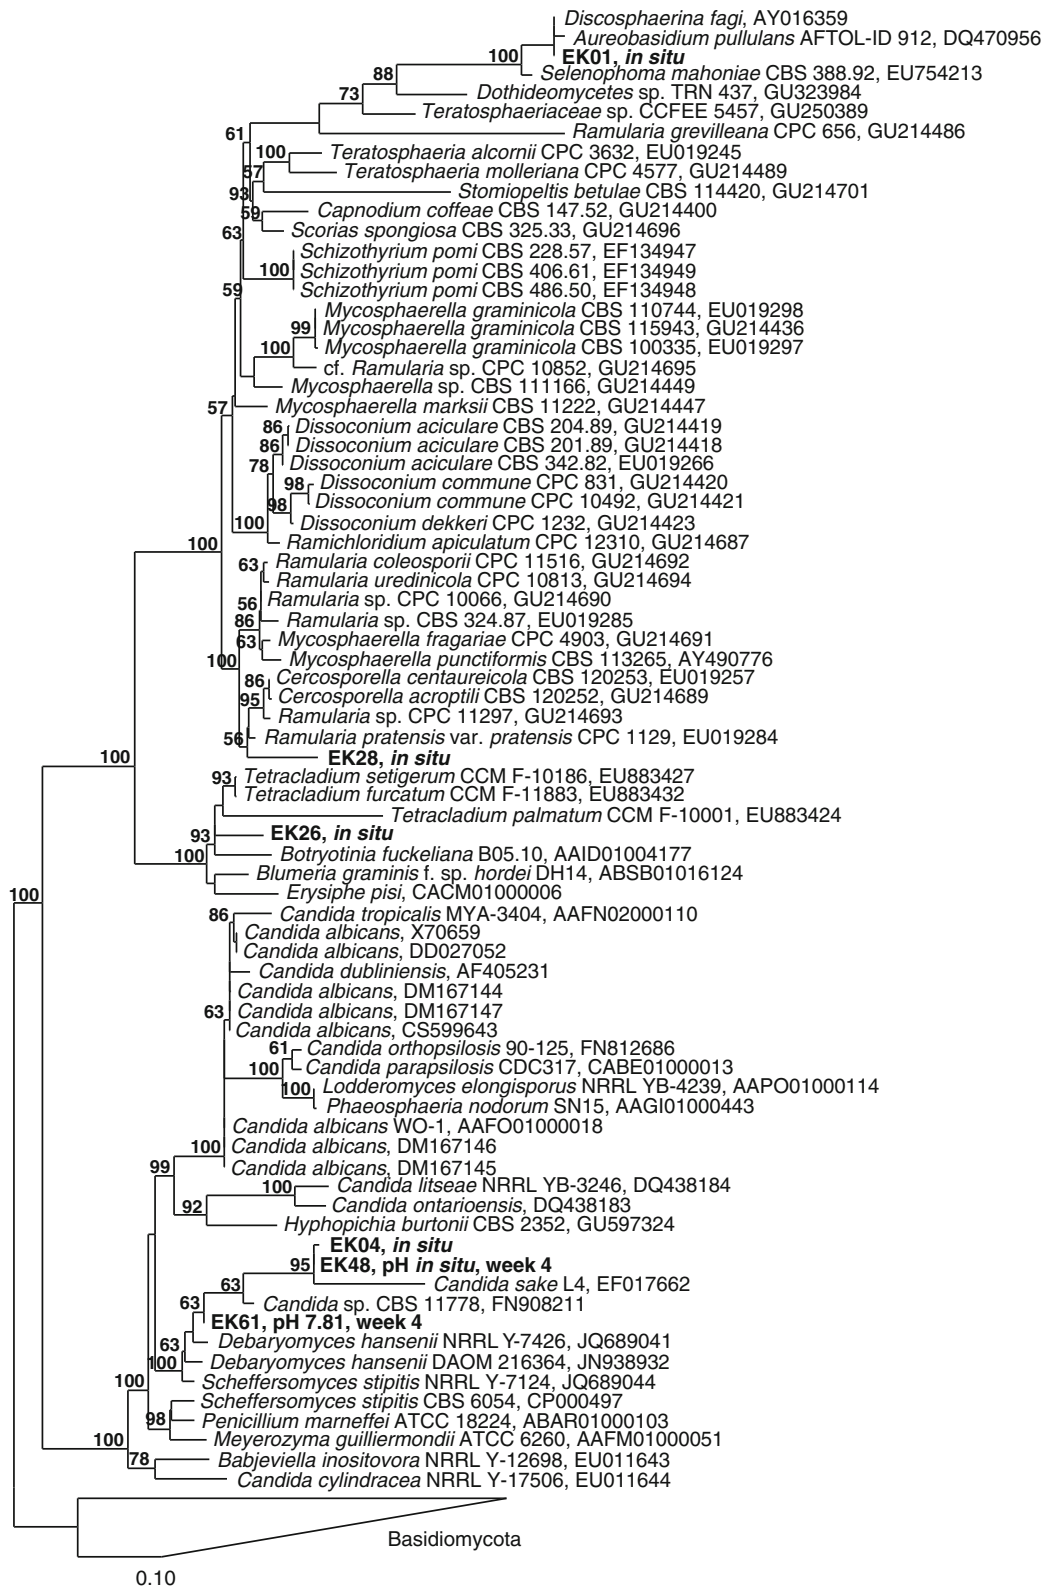 Discosphaerina fagi, AY016359
Aureobasidium pullulans AFTOL-ID 912, DQ470956
100 EK01, in situ
Selenophoma mahoniae CBS 388.92, EU754213
88
Dothideomycetes sp. TRN 437, GU323984
73
Teratosphaeriaceae sp. CCFEE 5457, GU250389
61 Ramularia grevilleana CPC 656, GU214486
100 Teratosphaeria alcornii CPC 3632, EU019245
57 Teratosphaeria molleriana CPC 4577, GU214489
93 Stomiopeltis betulae CBS 114420, GU214701
59 Capnodium coffeae CBS 147.52, GU214400
63 Scorias spongiosa CBS 325.33, GU214696
Schizothyrium pomi CBS 228.57, EF134947
100 Schizothyrium pomi CBS 406.61, EF134949
59 Schizothyrium pomi CBS 486.50, EF134948
Mycosphaerella graminicola CBS 110744, EU019298
99 Mycosphaerella graminicola CBS 115943, GU214436
100 Mycosphaerella graminicola CBS 100335, EU019297
cf. Ramularia sp. CPC 10852, GU214695
Mycosphaerella sp. CBS 111166, GU214449
57 Mycosphaerella marksii CBS 11222, GU214447
86 Dissoconium aciculare CBS 204.89, GU214419
86 Dissoconium aciculare CBS 201.89, GU214418
78 Dissoconium aciculare CBS 342.82, EU019266
98 Dissoconium commune CPC 831, GU214420
98 Dissoconium commune CPC 10492, GU214421
100 Dissoconium dekkeri CPC 1232, GU214423
100 Ramichloridium apiculatum CPC 12310, GU214687
63 Ramularia coleosporii CPC 11516, GU214692
Ramularia uredinicola CPC 10813, GU214694
56 Ramularia sp. CPC 10066, GU214690
86 Ramularia sp. CBS 324.87, EU019285
63 Mycosphaerella fragariae CPC 4903, GU214691
100 Mycosphaerella punctiformis CBS 113265, AY490776
86 Cercosporella centaureicola CBS 120253, EU019257
95 Cercosporella acroptili CBS 120252, GU214689
Ramularia sp. CPC 11297, GU214693
56 Ramularia pratensis var. pratensis CPC 1129, EU019284
100 EK28, in situ
93 Tetracladium setigerum CCM F-10186, EU883427
Tetracladium furcatum CCM F-11883, EU883432
Tetracladium palmatum CCM F-10001, EU883424
93 EK26, in situ
100 Botryotinia fuckeliana B05.10, AAID01004177
Blumeria graminis f. sp. hordei DH14, ABSB01016124
100 Erysiphe pisi, CACM01000006
86 Candida tropicalis MYA-3404, AAFN02000110
Candida albicans, X70659
Candida albicans, DD027052
Candida dubliniensis, AF405231
Candida albicans, DM167144
63 Candida albicans, DM167147
Candida albicans, CS599643
61 Candida orthopsilosis 90-125, FN812686
100 Candida parapsilosis CDC317, CABE01000013
100 Lodderomyces elongisporus NRRL YB-4239, AAPO01000114
Phaeosphaeria nodorum SN15, AAGI01000443
Candida albicans WO-1, AAFO01000018
100 Candida albicans, DM167146
99 Candida albicans, DM167145
100 Candida litseae NRRL YB-3246, DQ438184
92 Candida ontarioensis, DQ438183
Hyphopichia burtonii CBS 2352, GU597324
EK04, in situ
95 EK48, pH in situ, week 4
63 Candida sake L4, EF017662
63 Candida sp. CBS 11778, FN908211
EK61, pH 7.81, week 4
63 Debaryomyces hansenii NRRL Y-7426, JQ689041
100 Debaryomyces hansenii DAOM 216364, JN938932
100 Scheffersomyces stipitis NRRL Y-7124, JQ689044
Scheffersomyces stipitis CBS 6054, CP000497
98 Penicillium marneffei ATCC 18224, ABAR01000103
100 Meyerozyma guilliermondii ATCC 6260, AAFM01000051
78 Babjeviella inositovora NRRL Y-12698, EU011643
Candida cylindracea NRRL Y-17506, EU011644
Basidiomycota
0.10